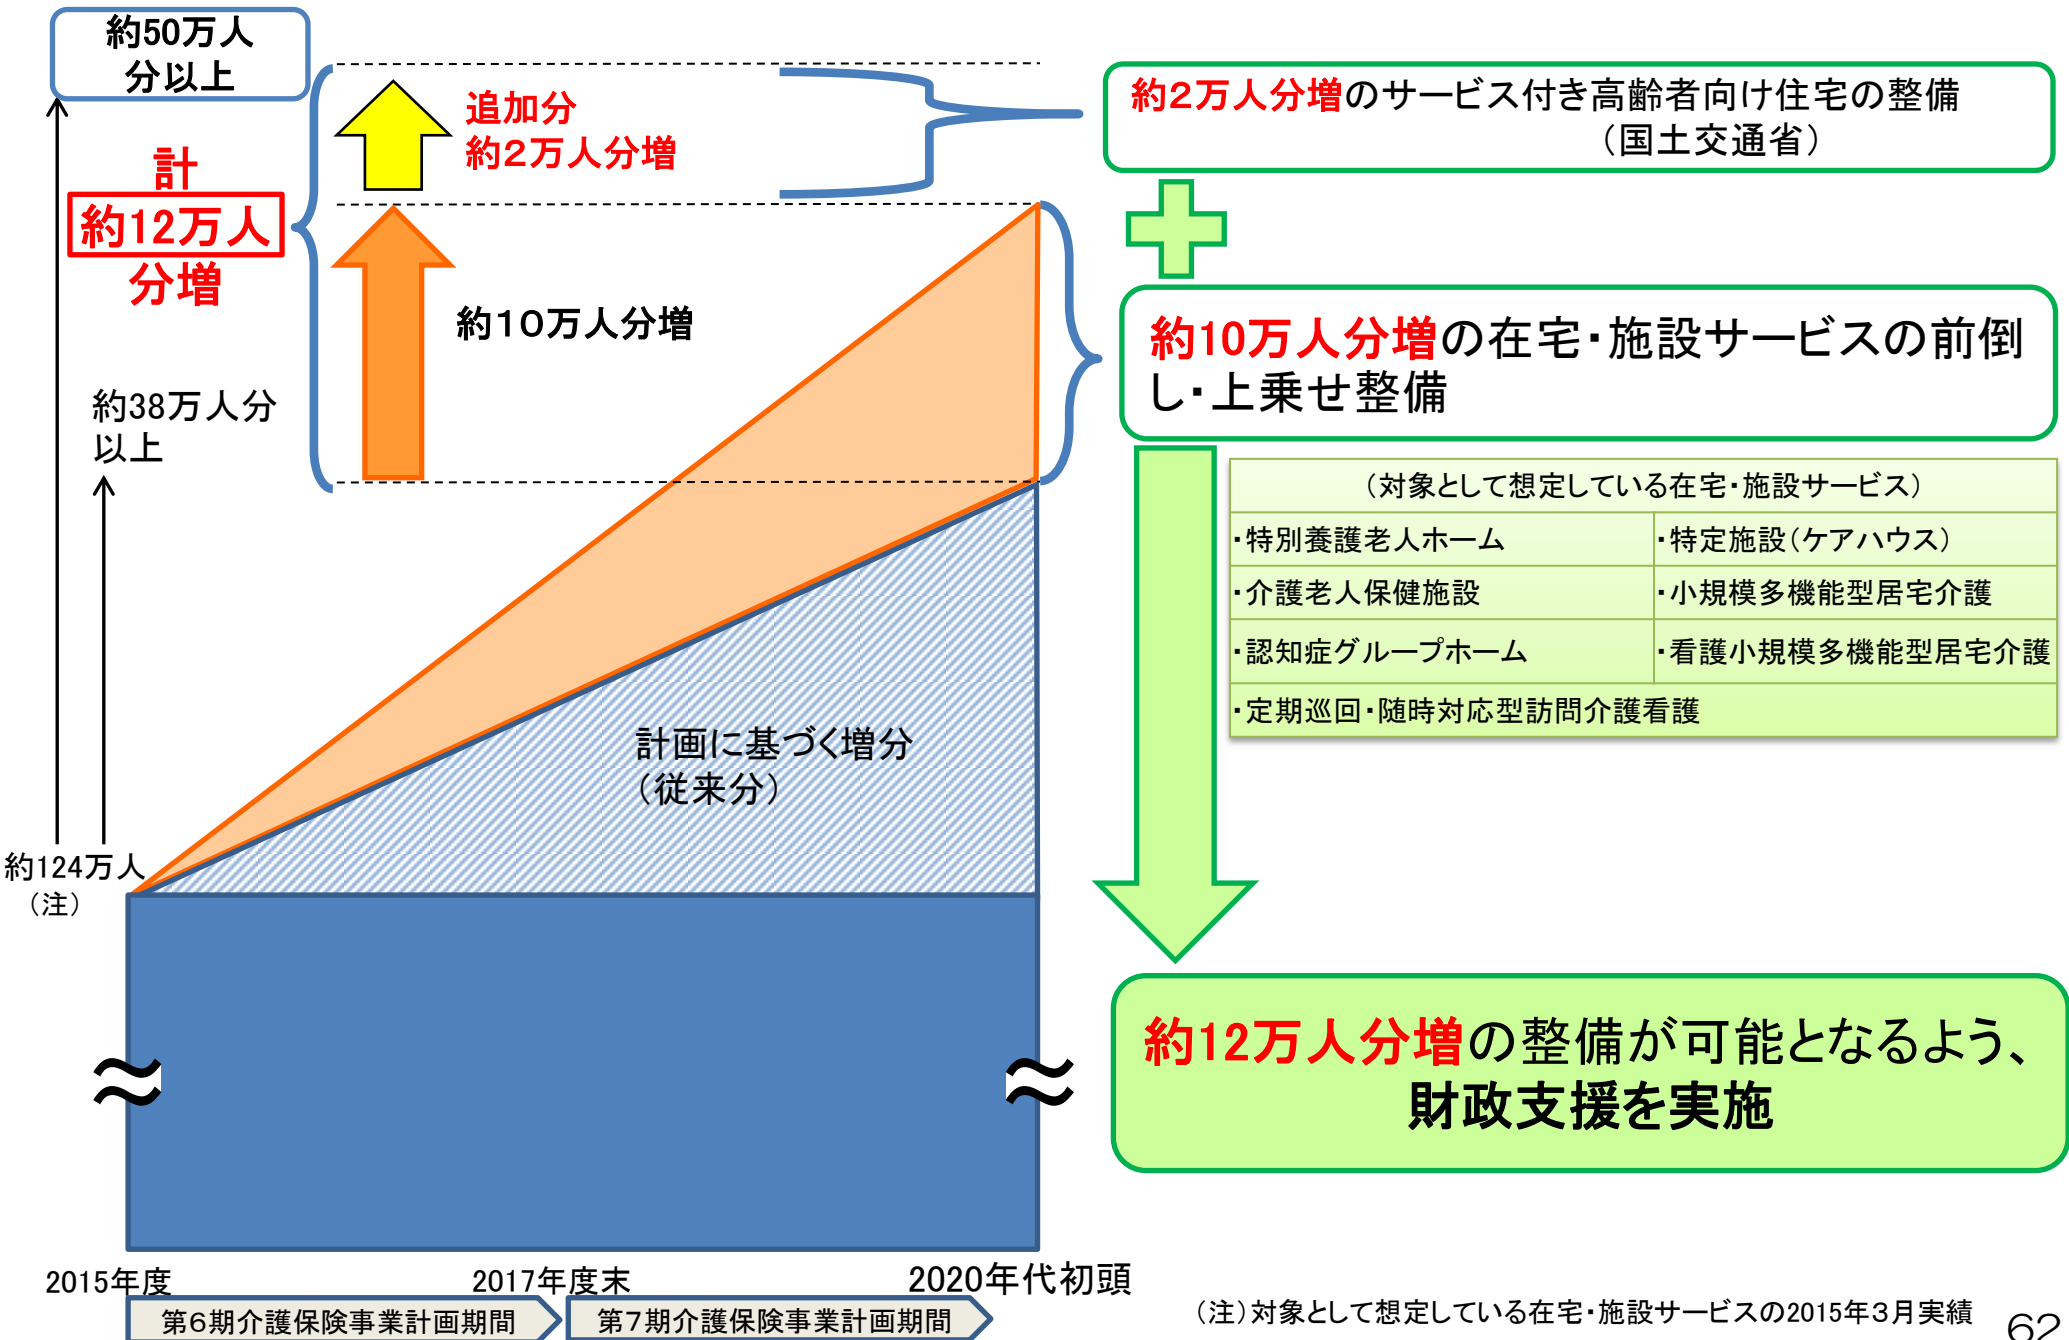 約50万人
分以上
計
約12万人
分増
追加分
約２万人分増
約１０万人分増
約38万人分
以上
計画に基づく増分
（従来分）
約124万人
（注）
2015年度
2017年度末
2020年代初頭
第６期介護保険事業計画期間
第７期介護保険事業計画期間
約２万人分増のサービス付き高齢者向け住宅の整備
（国土交通省）
約10万人分増の在宅・施設サービスの前倒
し・上乗せ整備
（対象として想定している在宅・施設サービス）
・特別養護老人ホーム
・特定施設（ケアハウス）
・介護老人保健施設
・小規模多機能型居宅介護
・認知症グループホーム
・看護小規模多機能型居宅介護
・定期巡回・随時対応型訪問介護看護
約12万人分増の整備が可能となるよう、
財政支援を実施
（注）対象として想定している在宅・施設サービスの2015年３月実績
62